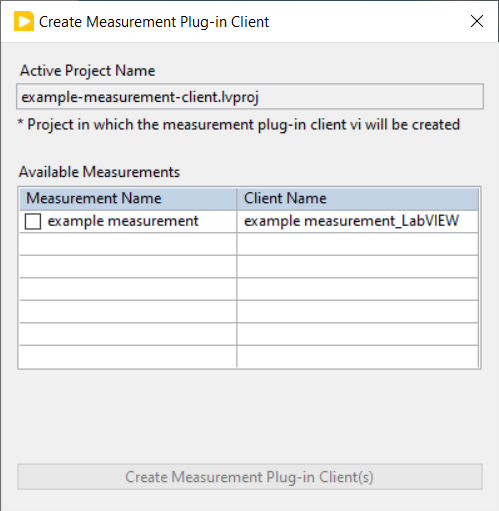 Create Measurement Plug-in Client
Active Project Name
example-measurement-client.lvproj
* Project in which the measurement plug-in client vi will be created
Available Measurements
Measurement Name Client Name
example measurement example measurement_LabVIEW
Create Measurement Plug-in Client(s)